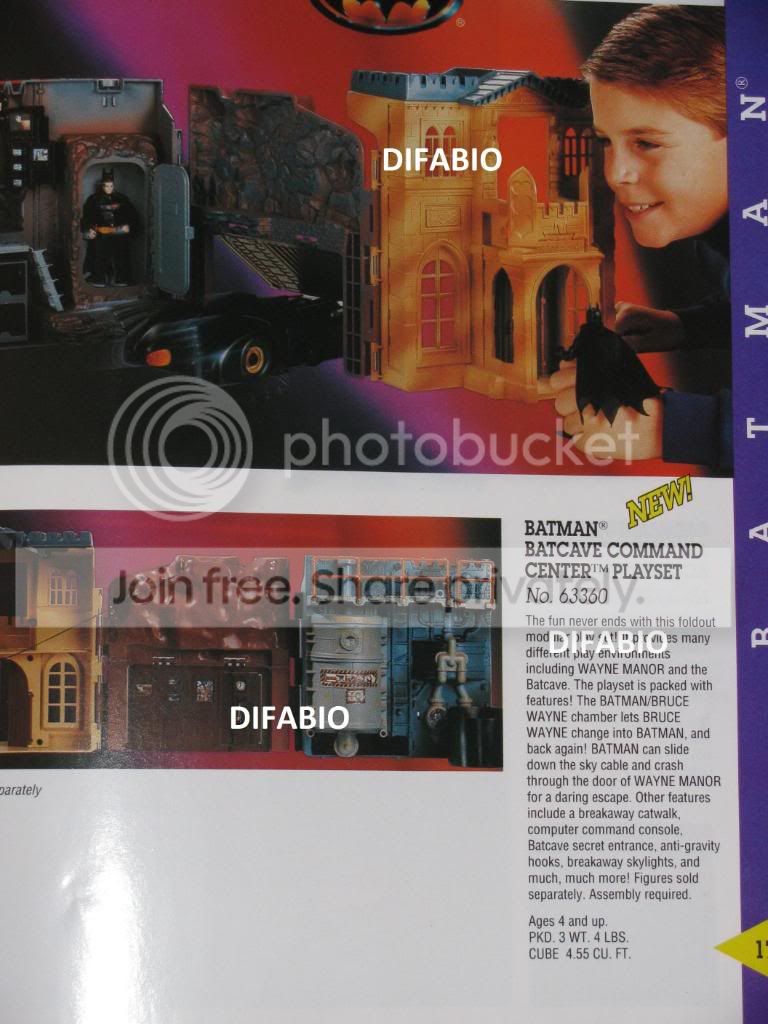 ®
DIFABIO
BATMAN®
photobucket
NEW!
BATMAN®
BATCAVE COMMAND
CENTER™ PLAYSET
No. 63360
Join free. Share privately.
The fun never ends with this foldout
provides many
DIFABIO
different play environments
including WAYNE MANOR and the
Batcave. The playset is packed with
features! The BATMAN/BRUCE
WAYNE chamber lets BRUCE
WAYNE change into BATMAN, and
back again! BATMAN can slide
down the sky cable and crash
through the door of WAYNE MANOR
for a daring escape. Other features
include a breakaway catwalk,
computer command console,
Batcave secret entrance, anti-gravity
hooks, breakaway skylights, and
much, much more! Figures sold
separately. Assembly required.
Ages 4 and up.
PKD. 3 WT. 4 LBS.
CUBE 4.55 CU. FT.
DIFABIO
parately